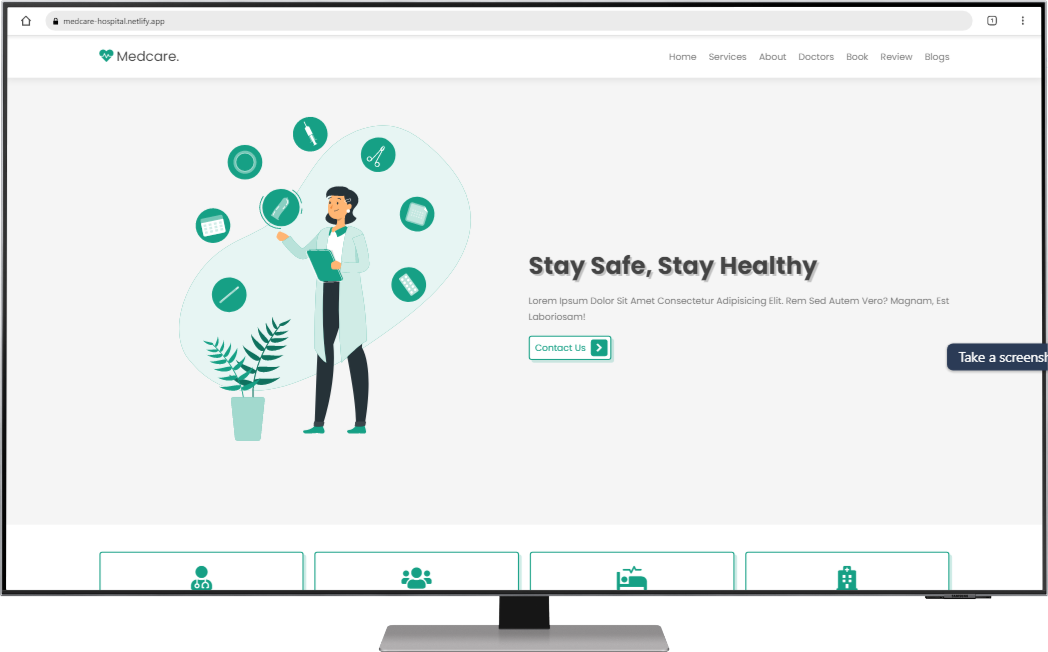 medcare-hospital.netlify.app
1
Medcare.
Home Services About Doctors Book Review Blogs
Stay Safe, Stay Healthy
Lorem Ipsum Dolor Sit Amet Consectetur Adipisicing Elit. Rem Sed Autem Vero? Magnam, Est
Laboriosam!
Contact Us
Take a screensh